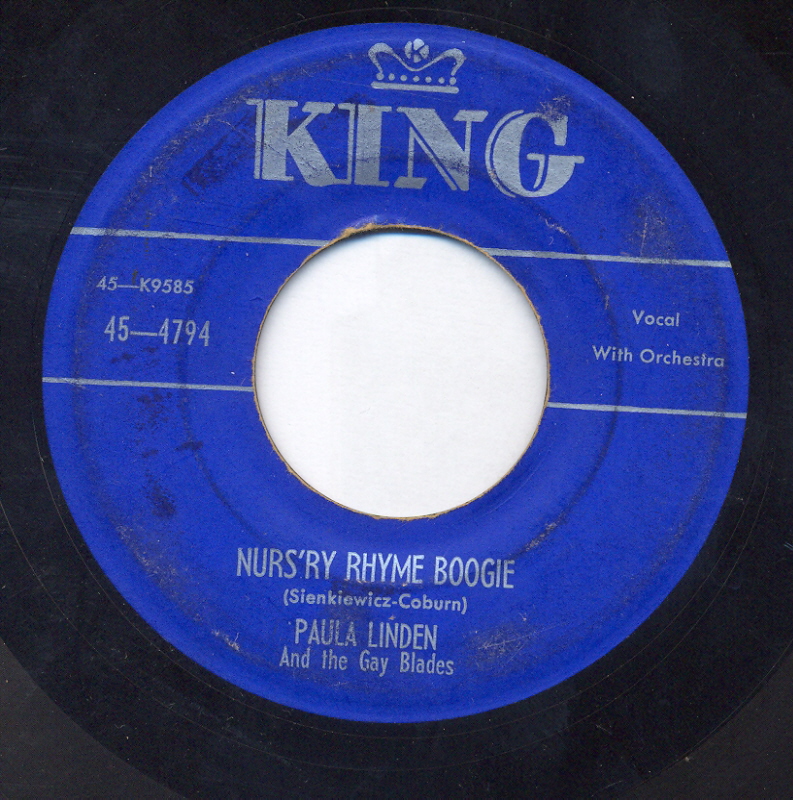 K
KING
45—K9585
45—4794
Vocal
With Orchestra
NURS'RY RHYME BOOGIE
(Sienkiewicz-Coburn)
PAULA LINDEN
And the Gay Blades